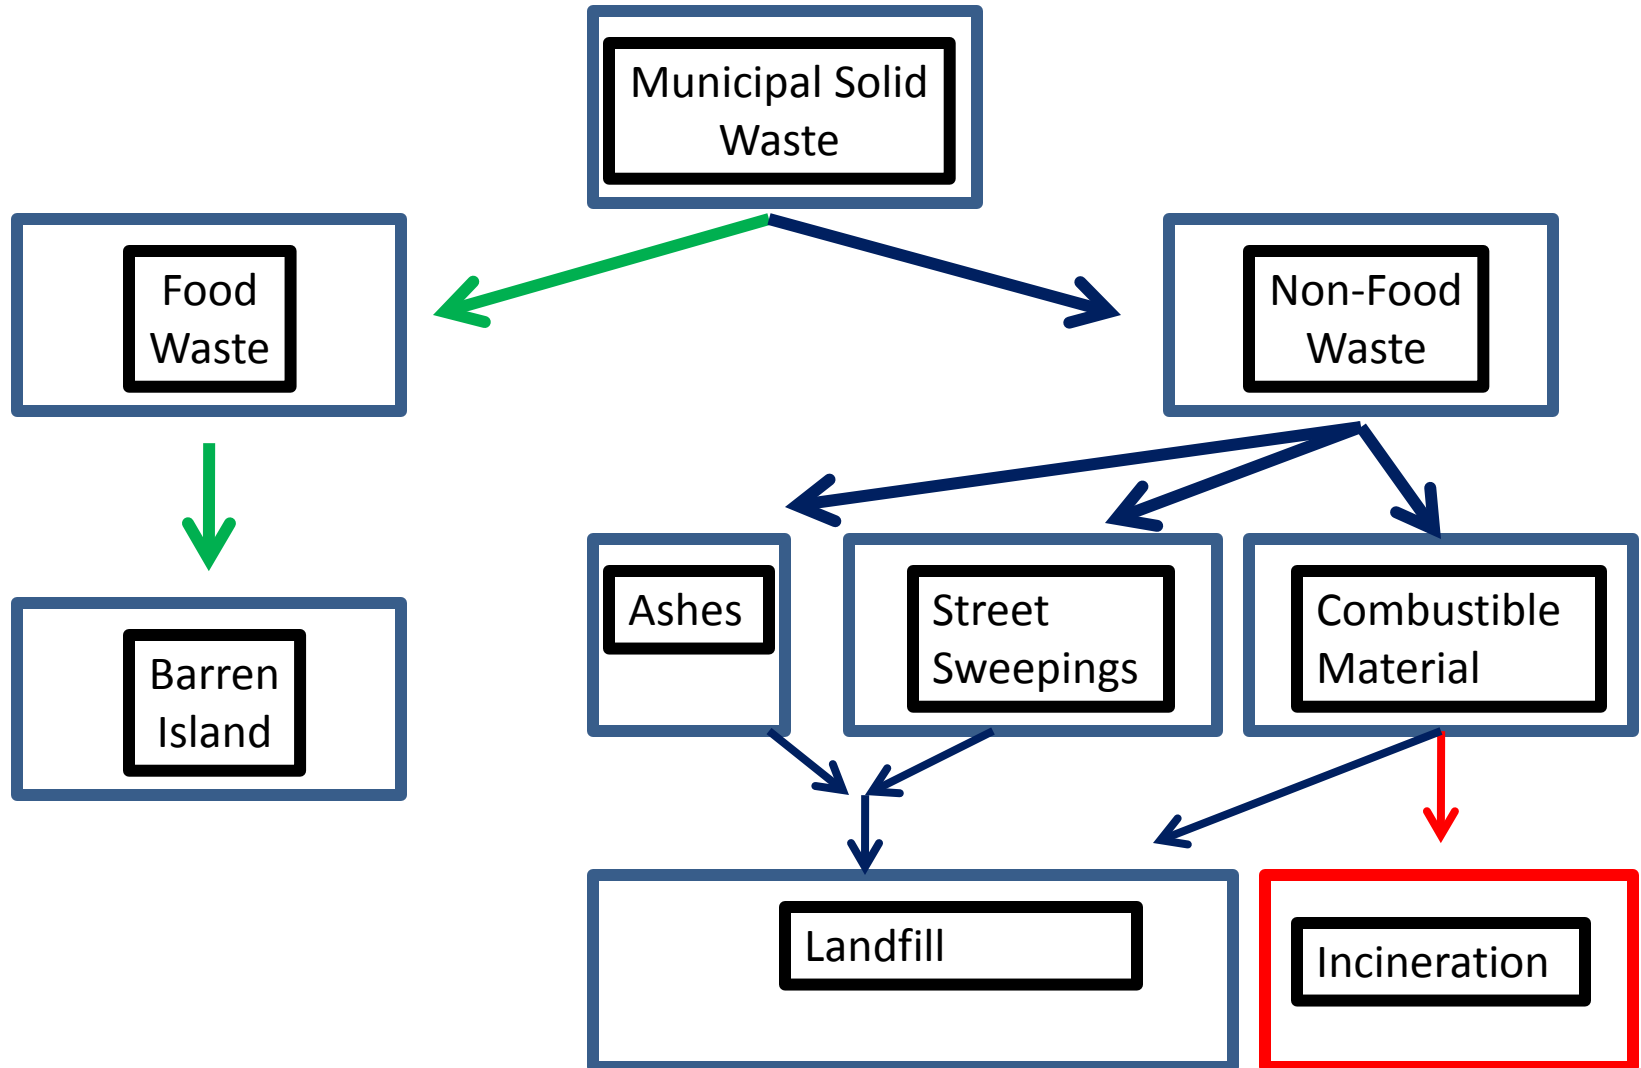 Municipal Solid
Waste
Food
Waste
Non-Food
Waste
Barren
Island
Ashes
Street
Sweepings
Combustible
Material
Landfill
Incineration